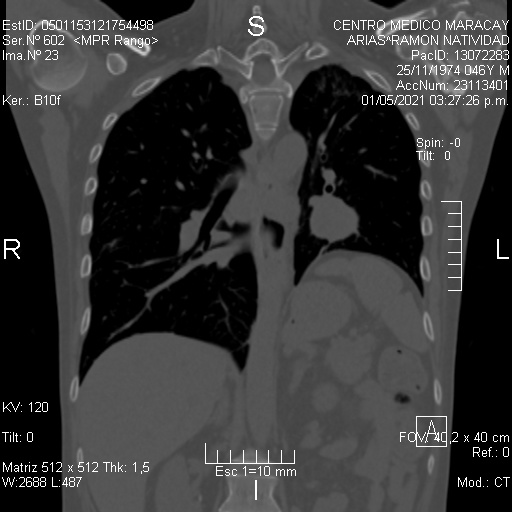 EstID: 0501153121754498
Ser.Nº 602 <MPR Rango>
Ima.Nº 23
Ker.: B10f
S
CENTRO MEDICO MARACAY
ARIAS^RAMON NATIVIDAD
PacID: 13072283
25/11/1974 046Y M
AccNum: 23113401
01/05/2021 03:27:26 p.m.
Spin: -0
Tilt: 0
R
L
KV: 120
Tilt: 0
Matriz 512 x 512 Thk: 1,5
W:2688 L:487
Esc 1=10 mm
I
A
FOV: 40,2 x 40 cm
Ref.: 0
Mod.: CT